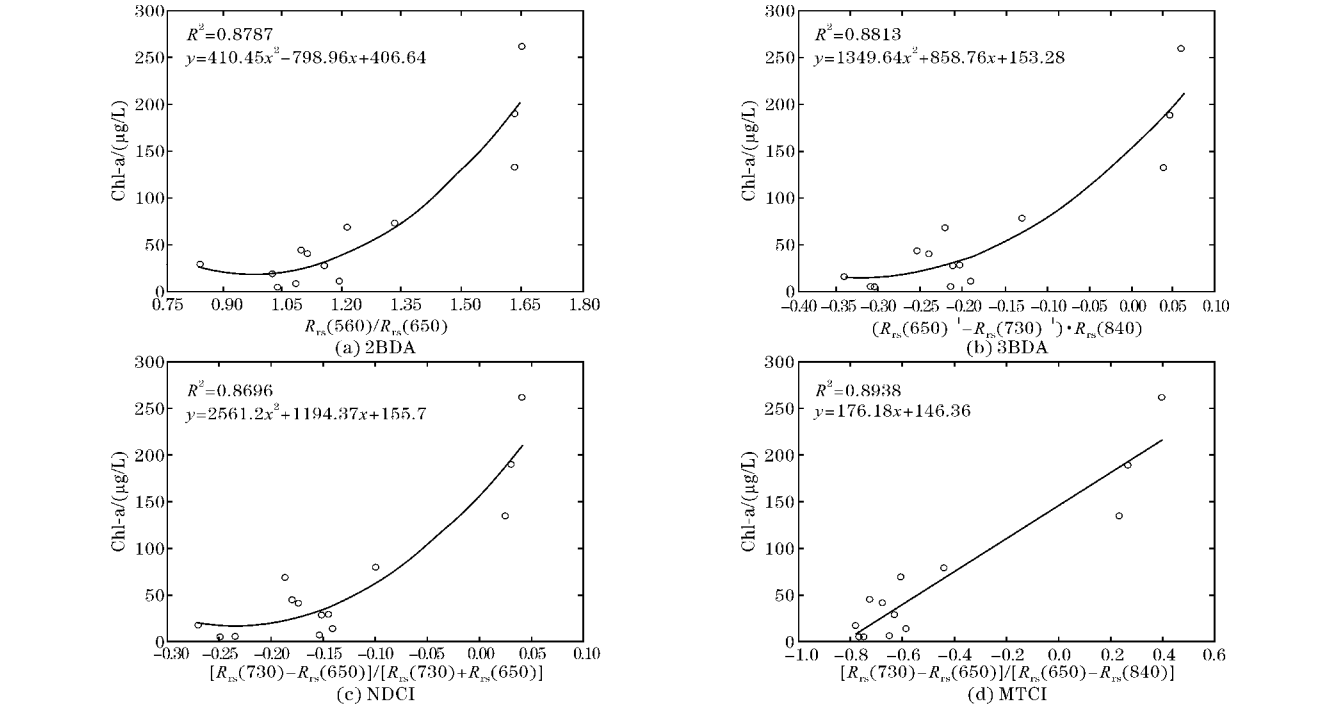 300
250
200
150
100
50
0
Chl-a/(μg/L)
R²=0.8787
y=410.45x²−798.96x+406.64
0.75 0.90 1.05 1.20 1.35 1.50 1.65 1.80
Rrs(560)/Rrs(650)
(a) 2BDA
300
250
200
150
100
50
0
Chl-a/(μg/L)
R²=0.8813
y=1349.64x²+858.76x+153.28
−0.40 −0.35 −0.30 −0.25 −0.20 −0.15 −0.10 −0.05 0.00 0.05 0.10
(Rrs(650)⁻¹−Rrs(730)⁻¹)·Rrs(840)
(b) 3BDA
300
250
200
150
100
50
0
Chl-a/(μg/L)
R²=0.8696
y=2561.2x²+1194.37x+155.7
−0.30 −0.25 −0.20 −0.15 −0.10 −0.05 0.00 0.05 0.10
[Rrs(730)−Rrs(650)]/[Rrs(730)+Rrs(650)]
(c) NDCI
300
250
200
150
100
50
0
Chl-a/(μg/L)
R²=0.8938
y=176.18x+146.36
−1.0 −0.8 −0.6 −0.4 −0.2 0.0 0.2 0.4 0.6
[Rrs(730)−Rrs(650)]/[Rrs(650)−Rrs(840)]
(d) MTCI